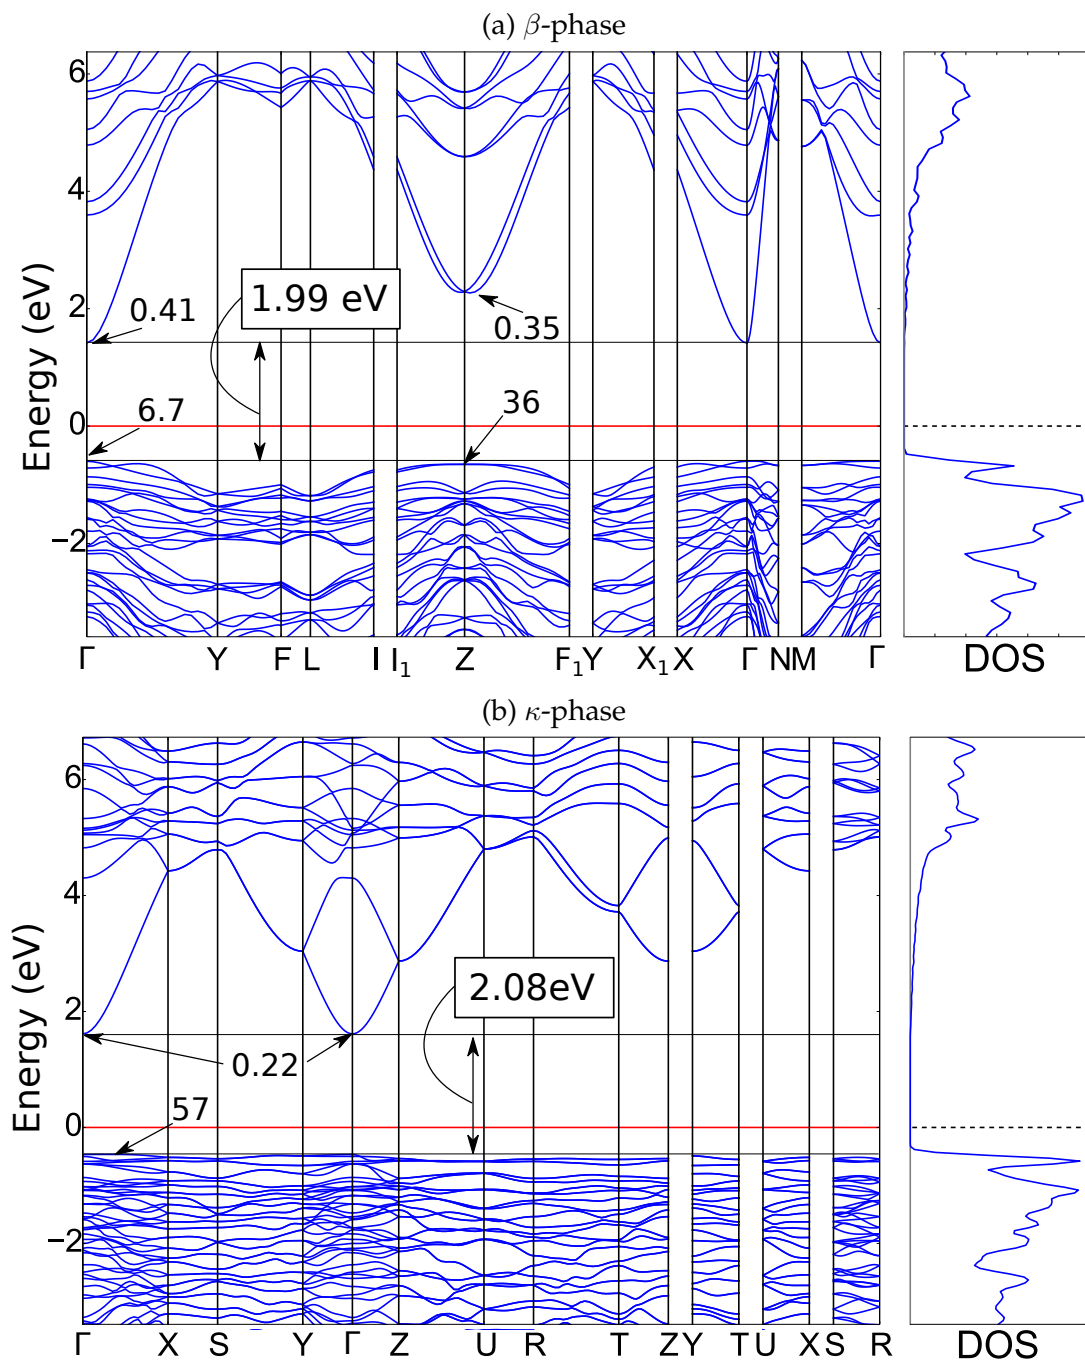 (a) β-phase
6
4
2
0
−2
Energy (eV)
1.99 eV
0.41
0.35
6.7
36
Γ Y F L I I₁ Z F₁ Y X₁ X Γ N M Γ
DOS
(b) κ-phase
6
4
2
0
−2
Energy (eV)
2.08eV
0.22
57
Γ X S Y Γ Z U R T Z Y T U X S R
DOS